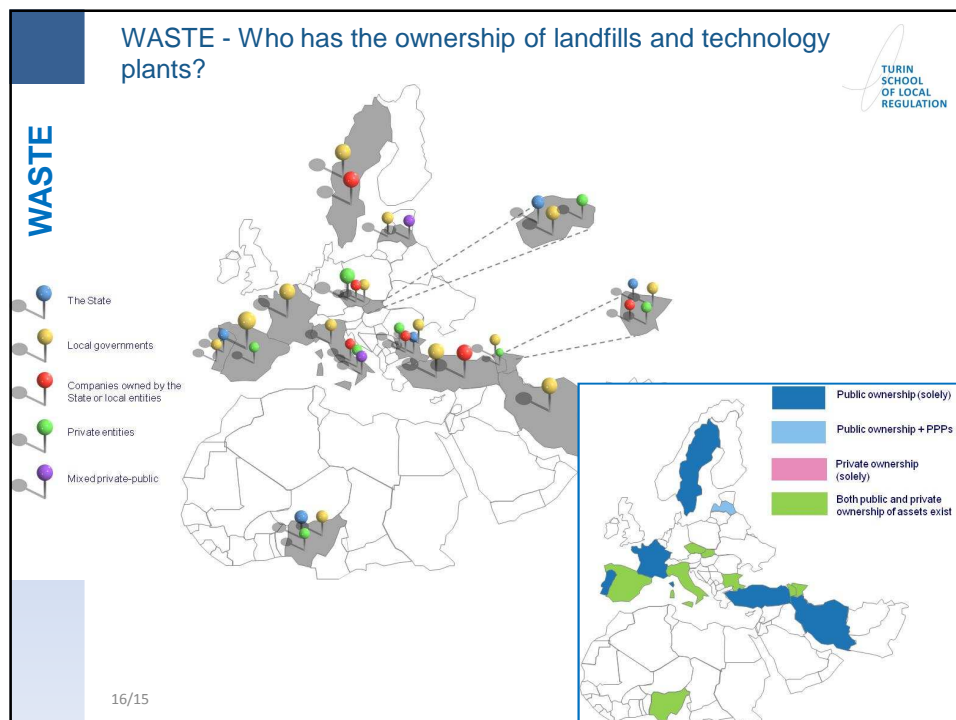 WASTE - Who has the ownership of landfills and technology
plants?
TURIN
SCHOOL
OF LOCAL
REGULATION
WASTE
The State
Local governments
Companies owned by the
State or local entities
Private entities
Mixed private-public
Public ownership (solely)
Public ownership + PPPs
Private ownership
(solely)
Both public and private
ownership of assets exist
16/15